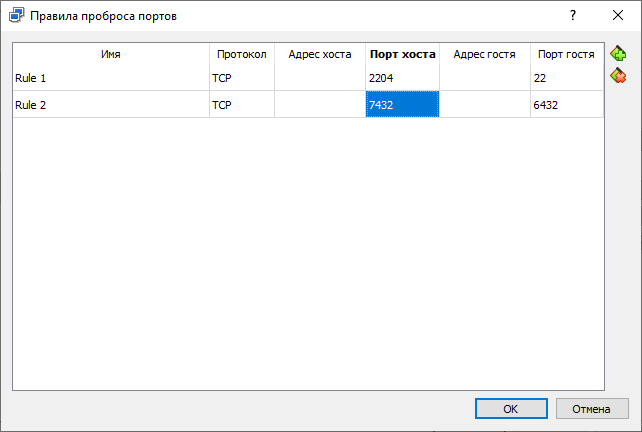 Правила проброса портов
?
Имя Протокол Адрес хоста Порт хоста Адрес гостя Порт гостя
Rule 1 TCP 2204 22
Rule 2 TCP 7432 6432
OK Отмена